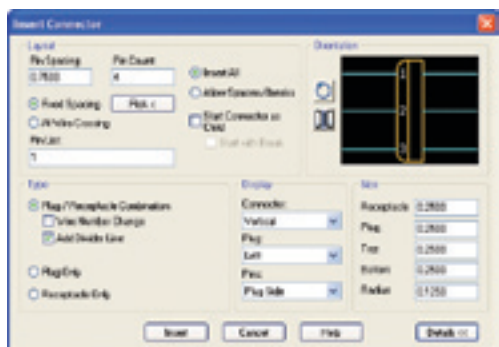 Insert Connector
Layout
Pin Spacing
Pin Count
0.7500
4
Fixed Spacing
Pick <
At Wire Crossing
Pin List
1
Insert All
Allow Spacers/Breaks
Start Connector as Child
Start with Break
Orientation
1
2
3
Type
Plug / Receptacle Combination
Wire Number Change
Add Divider Line
Plug Only
Receptacle Only
Display
Connector:
Vertical
Plug:
Left
Pins:
Plug Side
Size
Receptacle
0.2500
Plug
0.2500
Top
0.2500
Bottom
0.2500
Radius
0.1250
Insert
Cancel
Help
Details <<